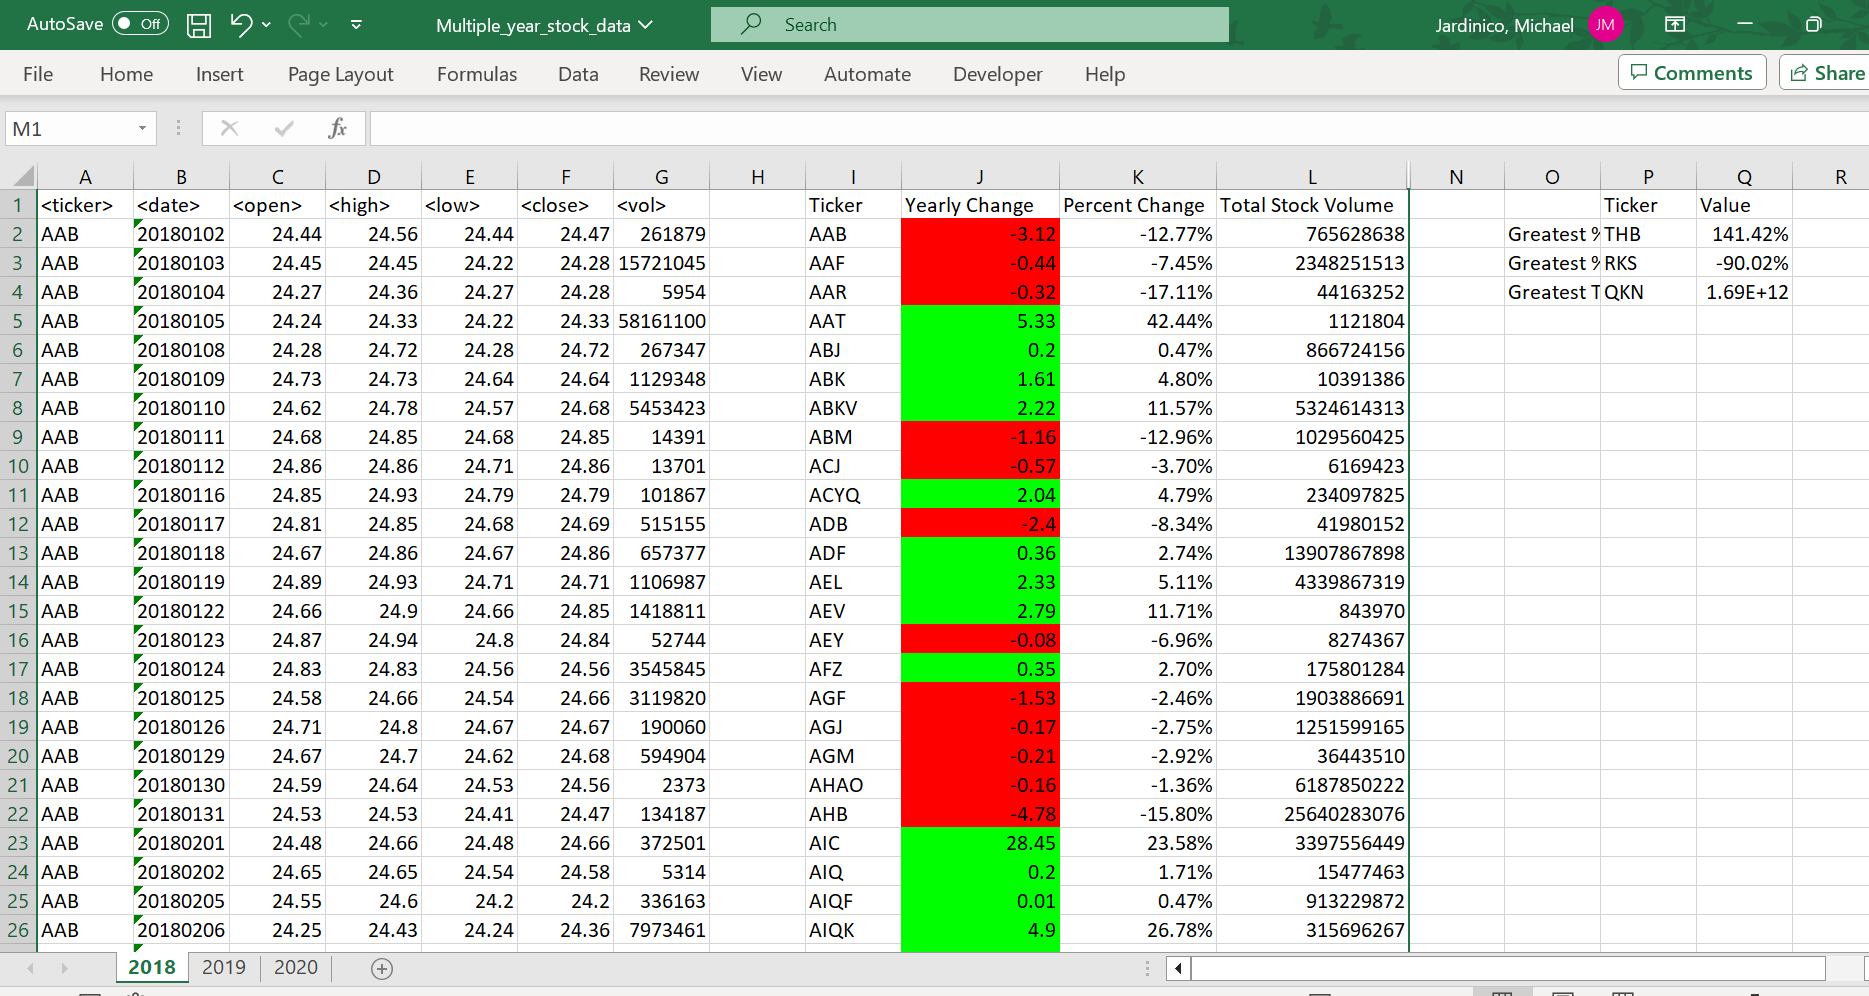 AutoSave Off Multiple_year_stock_data Search Jardinico, Michael JM
File Home Insert Page Layout Formulas Data Review View Automate Developer Help Comments Share
M1 fx
A B C D E F G H I J K L N O P Q R
1 <ticker> <date> <open> <high> <low> <close> <vol> Ticker Yearly Change Percent Change Total Stock Volume Ticker Value
2 AAB 20180102 24.44 24.56 24.44 24.47 261879 AAB -3.12 -12.77% 765628638 Greatest % THB 141.42%
3 AAB 20180103 24.45 24.45 24.22 24.28 15721045 AAF -0.44 -7.45% 2348251513 Greatest % RKS -90.02%
4 AAB 20180104 24.27 24.36 24.27 24.28 5954 AAR -0.32 -17.11% 44163252 Greatest T QKN 1.69E+12
5 AAB 20180105 24.24 24.33 24.22 24.33 58161100 AAT 5.33 42.44% 1121804
6 AAB 20180108 24.28 24.72 24.28 24.72 267347 ABJ 0.2 0.47% 866724156
7 AAB 20180109 24.73 24.73 24.64 24.64 1129348 ABK 1.61 4.80% 10391386
8 AAB 20180110 24.62 24.78 24.57 24.68 5453423 ABKV 2.22 11.57% 5324614313
9 AAB 20180111 24.68 24.85 24.68 24.85 14391 ABM -1.16 -12.96% 1029560425
10 AAB 20180112 24.86 24.86 24.71 24.86 13701 ACJ -0.57 -3.70% 6169423
11 AAB 20180116 24.85 24.93 24.79 24.79 101867 ACYQ 2.04 4.79% 234097825
12 AAB 20180117 24.81 24.85 24.68 24.69 515155 ADB -2.4 -8.34% 41980152
13 AAB 20180118 24.67 24.86 24.67 24.86 657377 ADF 0.36 2.74% 13907867898
14 AAB 20180119 24.89 24.93 24.71 24.71 1106987 AEL 2.33 5.11% 4339867319
15 AAB 20180122 24.66 24.9 24.66 24.85 1418811 AEV 2.79 11.71% 843970
16 AAB 20180123 24.87 24.94 24.8 24.84 52744 AEY -0.08 -6.96% 8274367
17 AAB 20180124 24.83 24.83 24.56 24.56 3545845 AFZ 0.35 2.70% 175801284
18 AAB 20180125 24.58 24.66 24.54 24.66 3119820 AGF -1.53 -2.46% 1903886691
19 AAB 20180126 24.71 24.8 24.67 24.67 190060 AGJ -0.17 -2.75% 1251599165
20 AAB 20180129 24.67 24.7 24.62 24.68 594904 AGM -0.21 -2.92% 36443510
21 AAB 20180130 24.59 24.64 24.53 24.56 2373 AHAO -0.16 -1.36% 6187850222
22 AAB 20180131 24.53 24.53 24.41 24.47 134187 AHB -4.78 -15.80% 25640283076
23 AAB 20180201 24.48 24.66 24.48 24.66 372501 AIC 28.45 23.58% 3397556449
24 AAB 20180202 24.65 24.65 24.54 24.58 5314 AIQ 0.2 1.71% 15477463
25 AAB 20180205 24.55 24.6 24.2 24.2 336163 AIQF 0.01 0.47% 913229872
26 AAB 20180206 24.25 24.43 24.24 24.36 7973461 AIQK 4.9 26.78% 315696267
2018 2019 2020